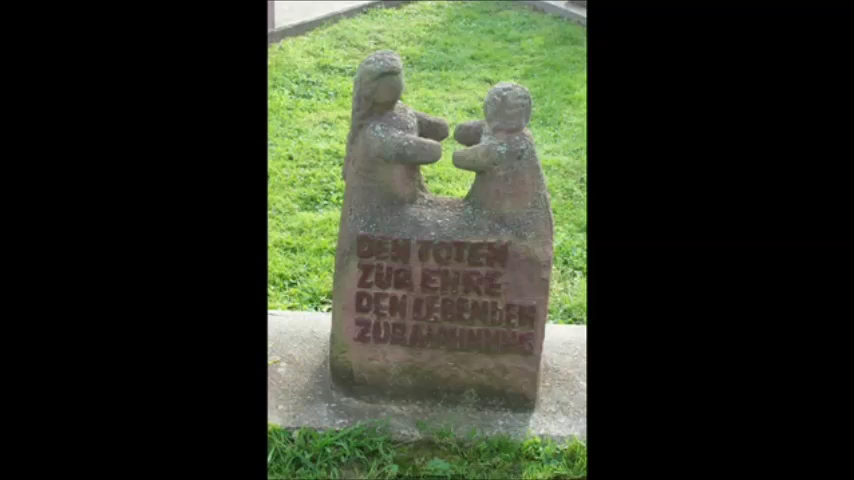 DEN TOTEN
ZUR EHRE
DEN LEBENDEN
ZUR MAHNUNG